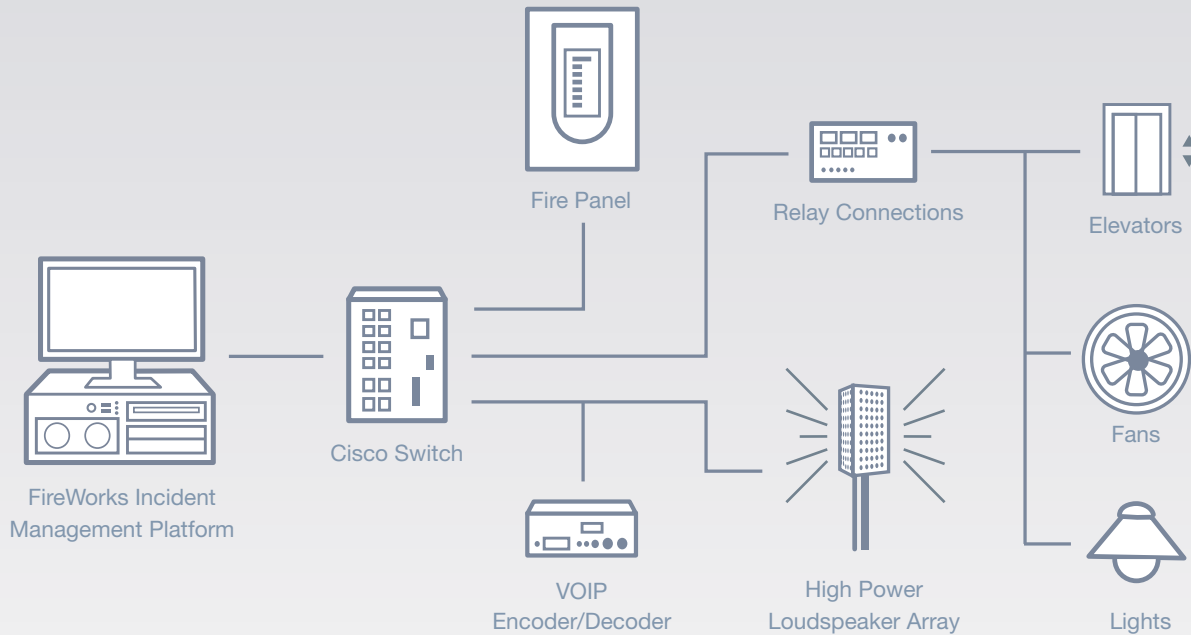 Fire Panel
Relay Connections
Elevators
Cisco Switch
Fans
FireWorks Incident
Management Platform
VOIP
Encoder/Decoder
High Power
Loudspeaker Array
Lights